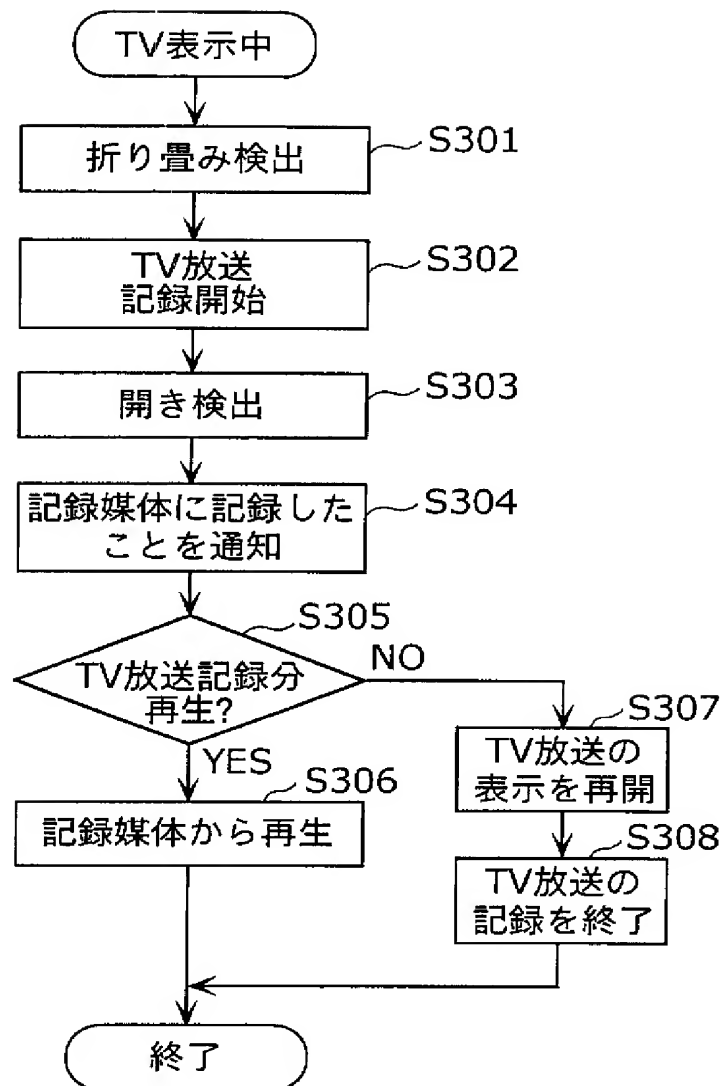 TV表示中
折り畳み検出
S301
TV放送
記録開始
S302
開き検出
S303
記録媒体に記録した
ことを通知
S304
S305
TV放送記録分
再生?
NO
YES
S306
記録媒体から再生
S307
TV放送の
表示を再開
S308
TV放送の
記録を終了
終了